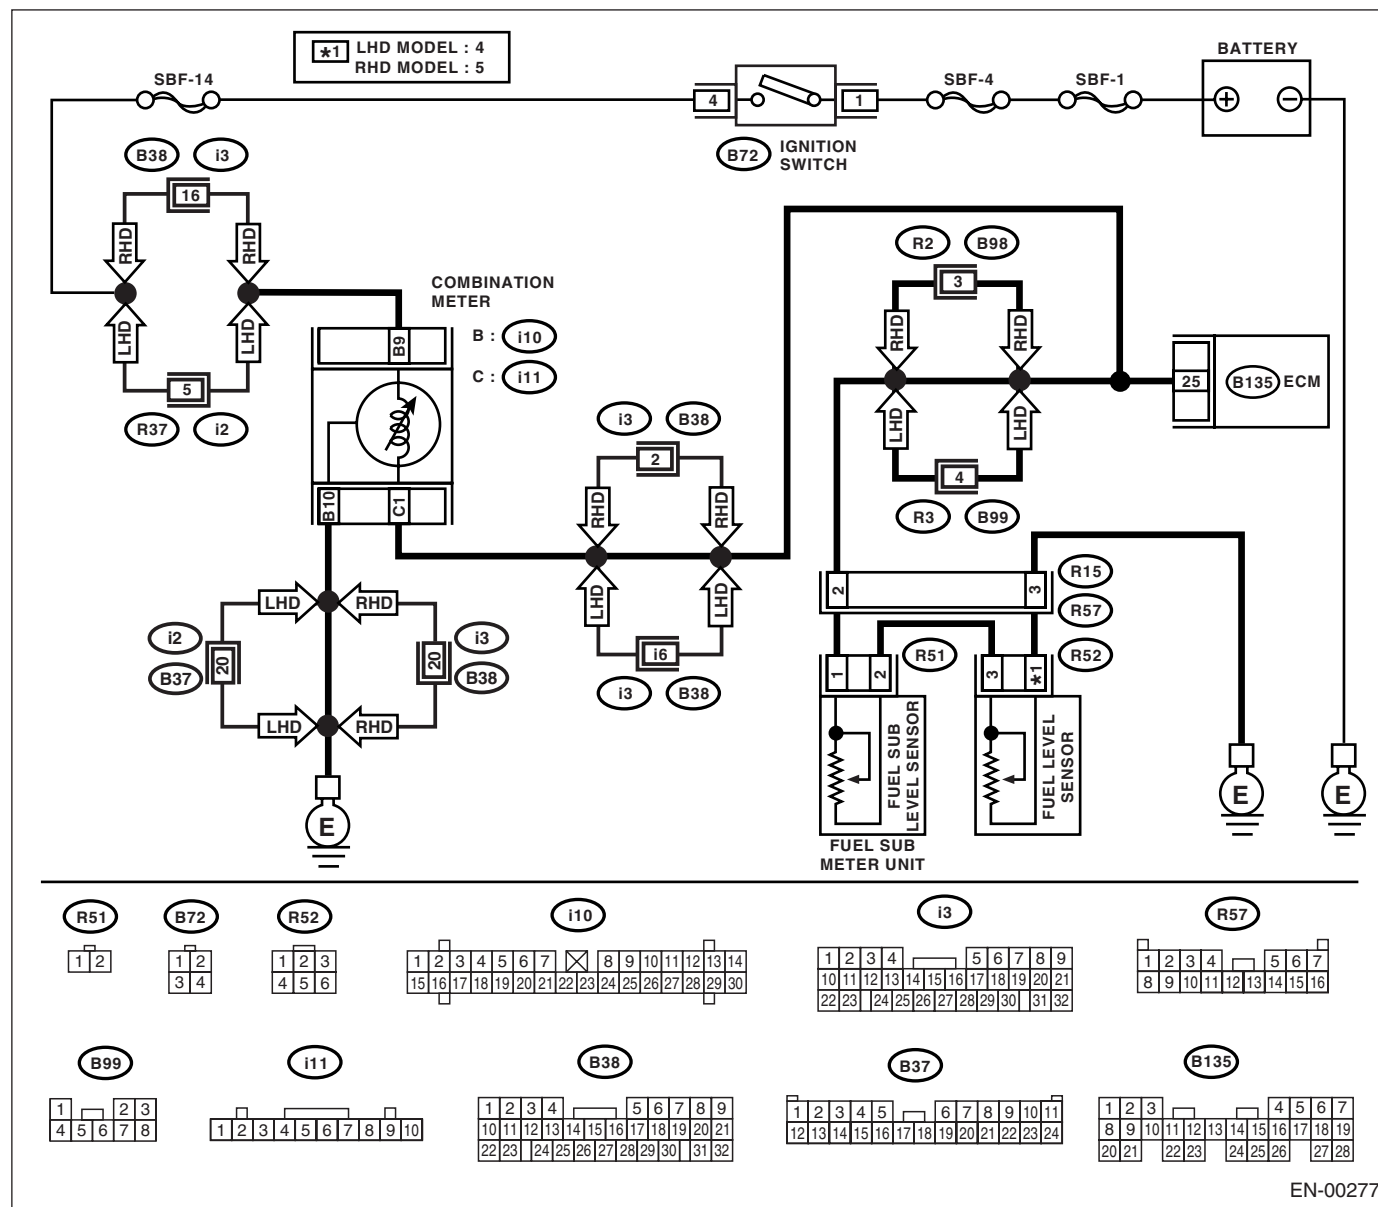 *1 LHD MODEL : 4
RHD MODEL : 5
BATTERY
SBF-14
SBF-4
SBF-1
4
1
B72
IGNITION
SWITCH
B38
i3
16
RHD
RHD
LHD
LHD
5
R37
i2
COMBINATION
METER
B : i10
C : i11
B9
B10
C1
R2
B98
3
RHD
RHD
LHD
LHD
4
R3
B99
25
B135
ECM
i3
B38
2
RHD
RHD
LHD
LHD
i6
i3
B38
LHD
RHD
i2
B37
20
20
i3
B38
LHD
RHD
E
2
3
R15
R57
1
2
R51
3
*1
R52
FUEL SUB
LEVEL SENSOR
FUEL LEVEL
SENSOR
FUEL SUB
METER UNIT
E
E
R51
B72
R52
i10
i3
R57
1 2
1 2
3 4
1 2 3
4 5 6
1 2 3 4 5 6 7 8 9 10 11 12 13 14
15 16 17 18 19 20 21 22 23 24 25 26 27 28 29 30
1 2 3 4 5 6 7 8 9
10 11 12 13 14 15 16 17 18 19 20 21
22 23 24 25 26 27 28 29 30 31 32
1 2 3 4 5 6 7
8 9 10 11 12 13 14 15 16
B99
i11
B38
B37
B135
1 2 3
4 5 6 7 8
1 2 3 4 5 6 7 8 9 10
1 2 3 4 5 6 7 8 9
10 11 12 13 14 15 16 17 18 19 20 21
22 23 24 25 26 27 28 29 30 31 32
1 2 3 4 5 6 7 8 9 10 11
12 13 14 15 16 17 18 19 20 21 22 23 24
1 2 3 4 5 6 7
8 9 10 11 12 13 14 15 16 17 18 19
20 21 22 23 24 25 26 27 28
EN-00277